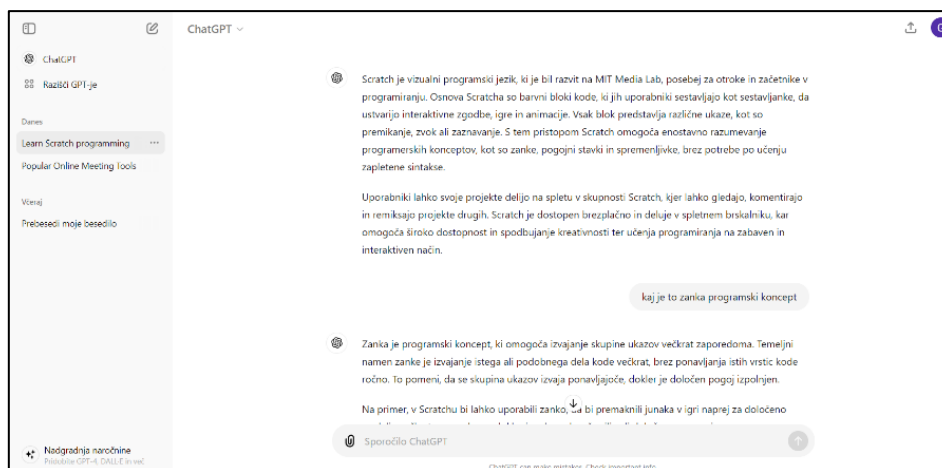 ChatGPT
ChatGPT
Razišči GPT-je
Danes
Learn Scratch programming
Popular Online Meeting Tools
Včeraj
Prebesedi moje besedilo
Nadgradnja naročnine
Pridobite GPT-4, DALL·E in več
Scratch je vizualni programski jezik, ki je bil razvit na MIT Media Lab, posebej za otroke in začetnike v
programiranju. Osnova Scratcha so barvni bloki kode, ki jih uporabniki sestavljajo kot sestavljanke, da
ustvarijo interaktivne zgodbe, igre in animacije. Vsak blok predstavlja različne ukaze, kot so
premikanje, zvok ali zaznavanje. S tem pristopom Scratch omogoča enostavno razumevanje
programerskih konceptov, kot so zanke, pogojni stavki in spremenljivke, brez potrebe po učenju
zapletene sintakse.
Uporabniki lahko svoje projekte delijo na spletu v skupnosti Scratch, kjer lahko gledajo, komentirajo
in remiksajo projekte drugih. Scratch je dostopen brezplačno in deluje v spletnem brskalniku, kar
omogoča široko dostopnost in spodbujanje kreativnosti ter učenja programiranja na zabaven in
interaktiven način.
kaj je to zanka programski koncept
Zanka je programski koncept, ki omogoča izvajanje skupine ukazov večkrat zaporedoma. Temeljni
namen zanke je izvajanje istega ali podobnega dela kode večkrat, brez ponavljanja istih vrstic kode
ročno. To pomeni, da se skupina ukazov izvaja ponavljajoče, dokler je določen pogoj izpolnjen.
Na primer, v Scratchu bi lahko uporabili zanko, da bi premaknili junaka v igri naprej za določeno
Sporočilo ChatGPT
ChatGPT can make mistakes. Check important info.